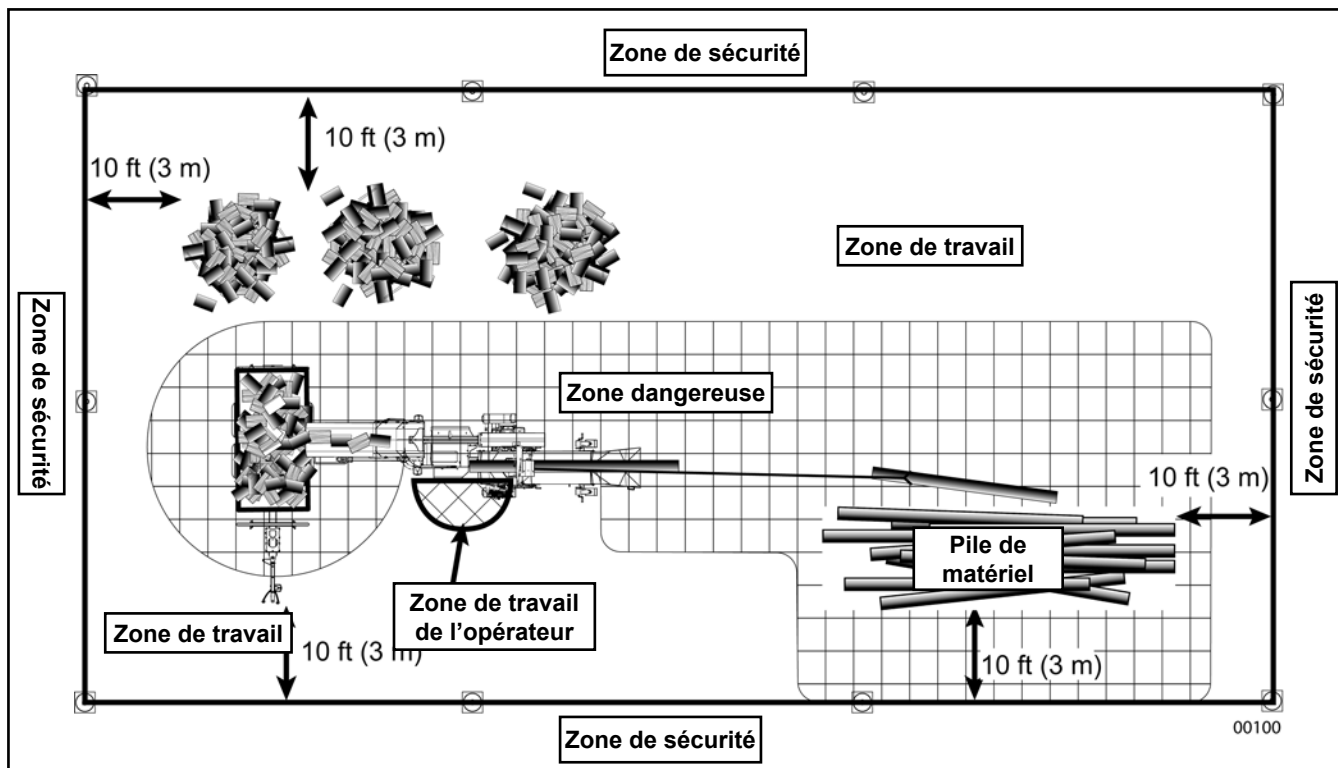 Zone de sécurité
10 ft (3 m)
10 ft (3 m)
Zone de travail
Zone de sécurité
Zone de sécurité
Zone dangereuse
10 ft (3 m)
Pile de
matériel
Zone de travail
de l’opérateur
Zone de travail
10 ft (3 m)
10 ft (3 m)
Zone de sécurité
00100